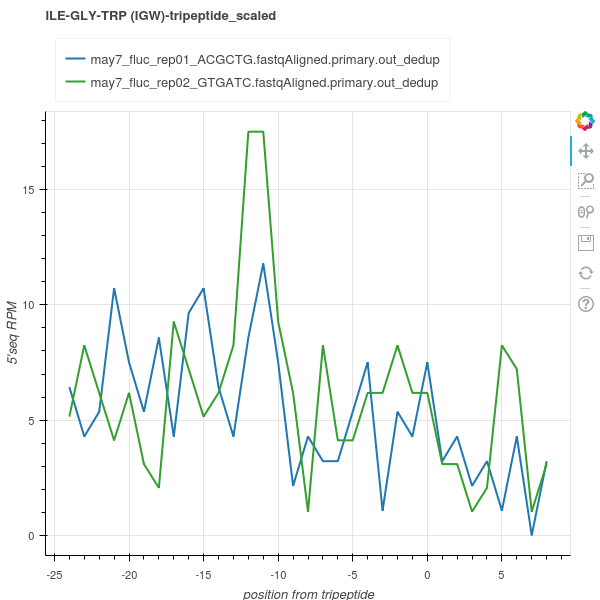 ILE-GLY-TRP (IGW)-tripeptide_scaled
may7_fluc_rep01_ACGCTG.fastqAligned.primary.out_dedup
may7_fluc_rep02_GTGATC.fastqAligned.primary.out_dedup
15
10
5
0
5'seq RPM
-25 -20 -15 -10 -5 0 5
position from tripeptide